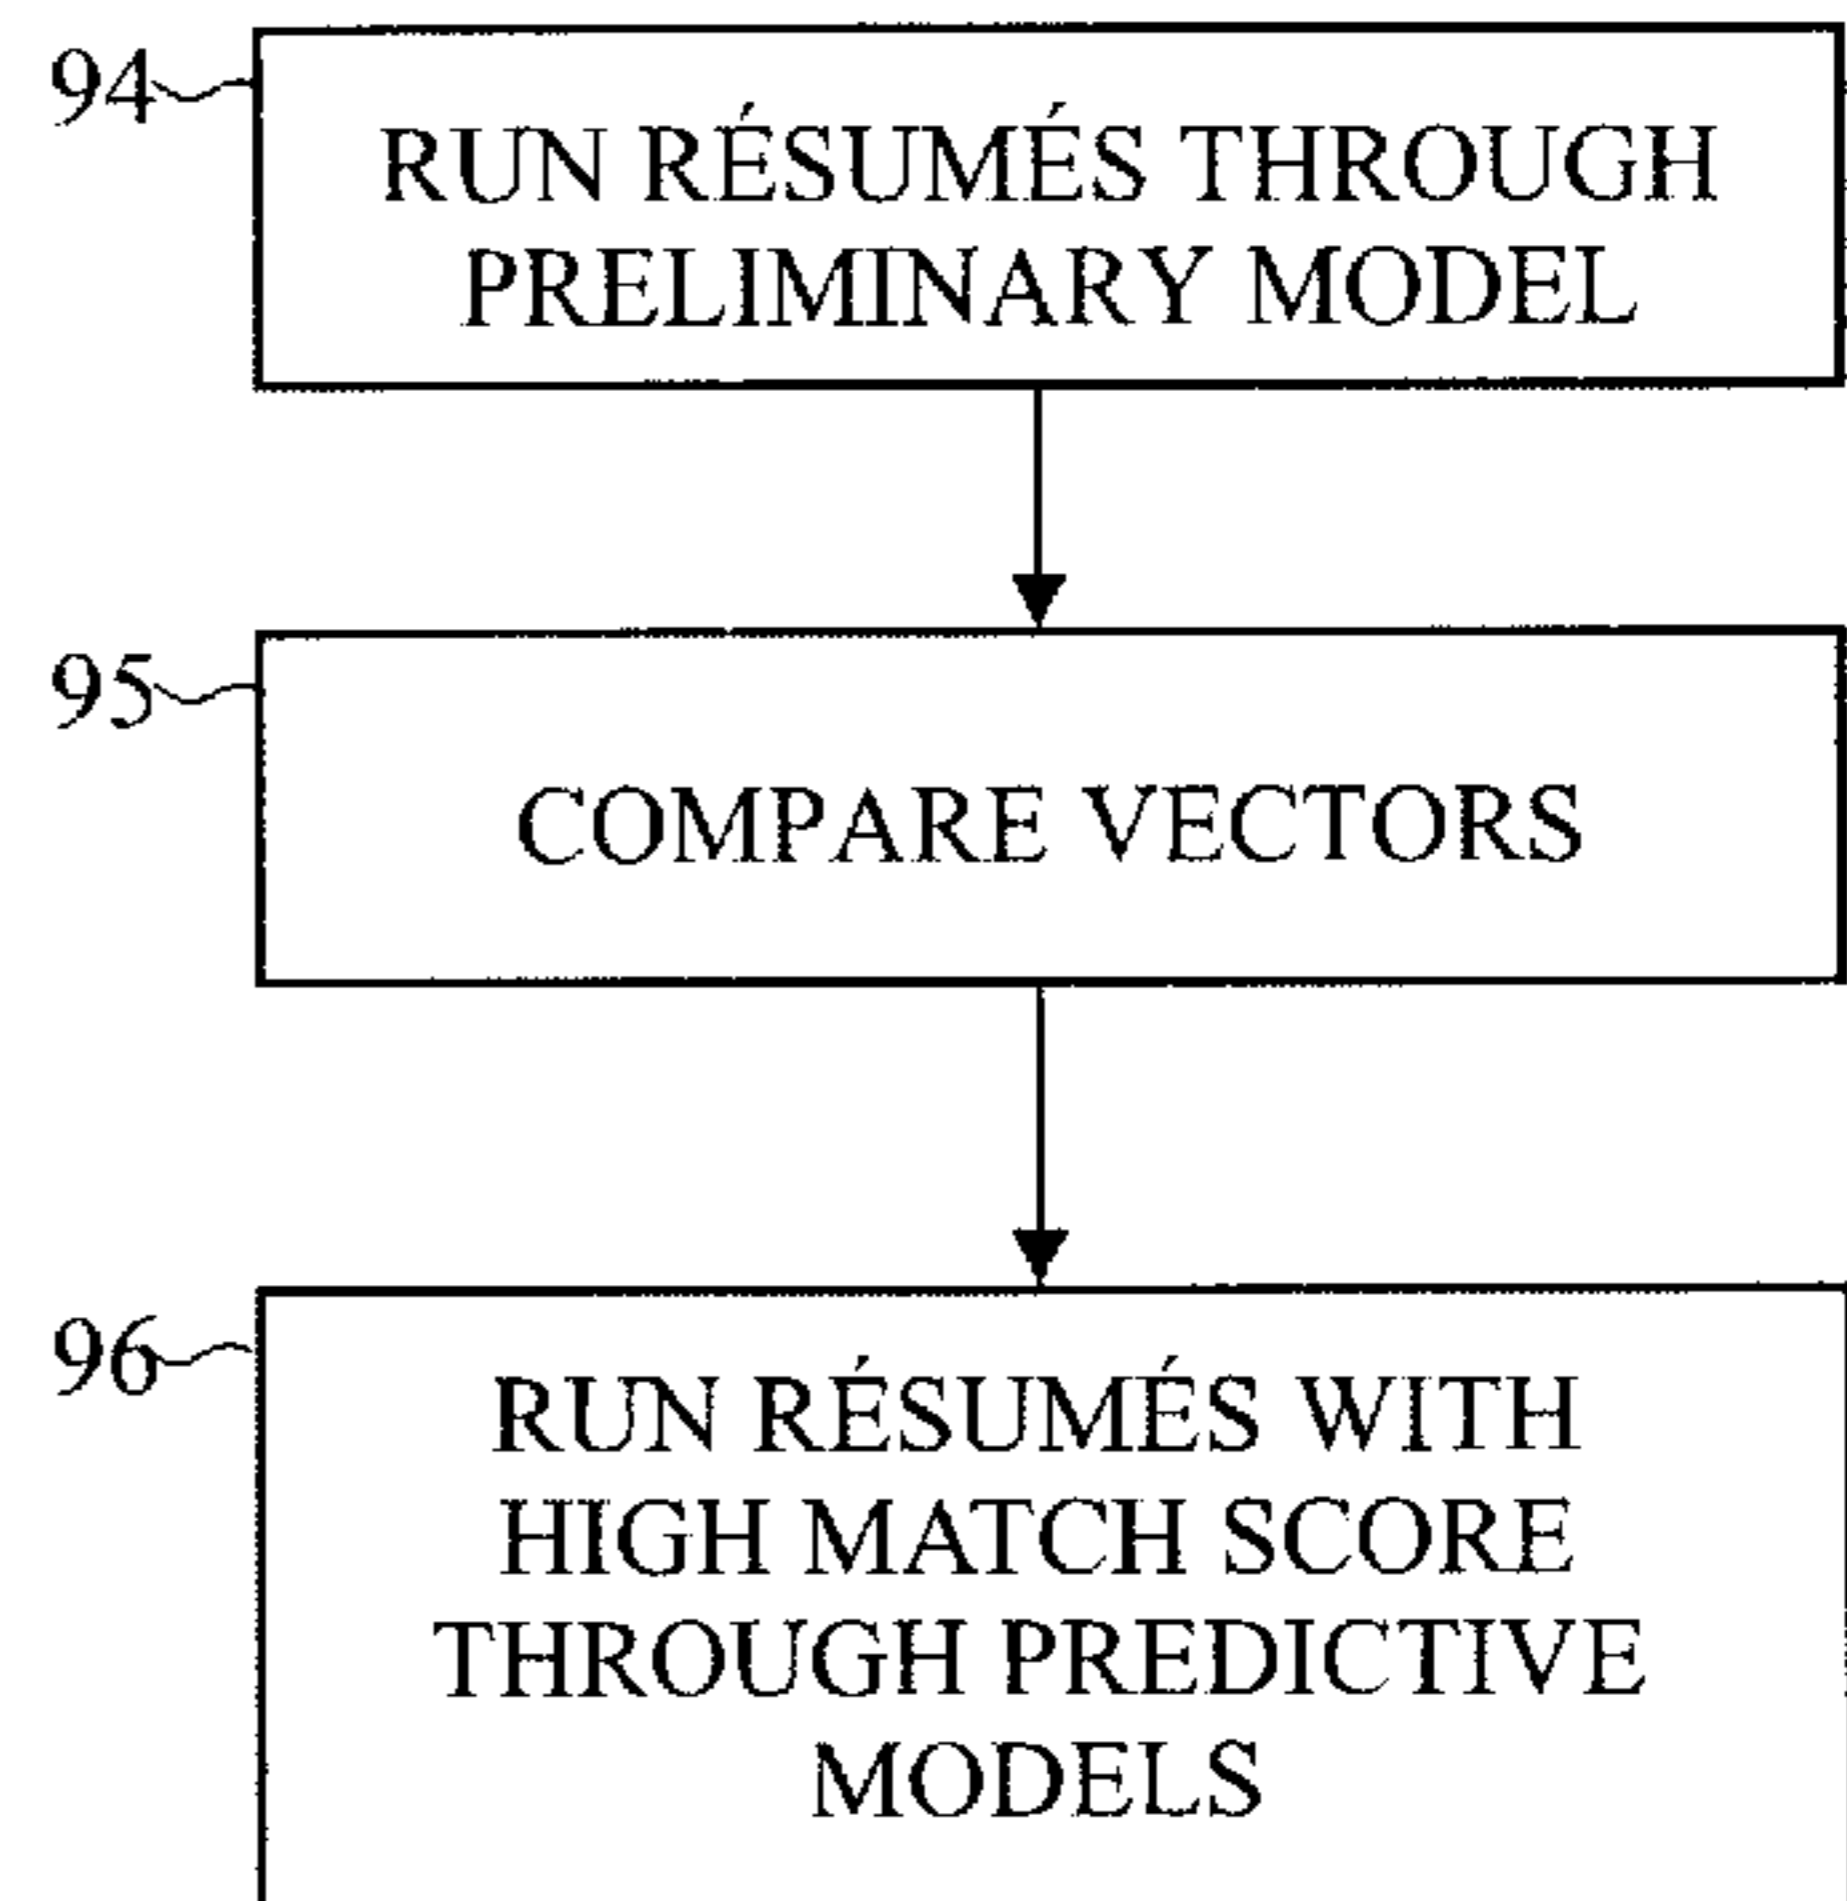 94
RUN RÉSUMÉS THROUGH
PRELIMINARY MODEL
95
COMPARE VECTORS
96
RUN RÉSUMÉS WITH
HIGH MATCH SCORE
THROUGH PREDICTIVE
MODELS